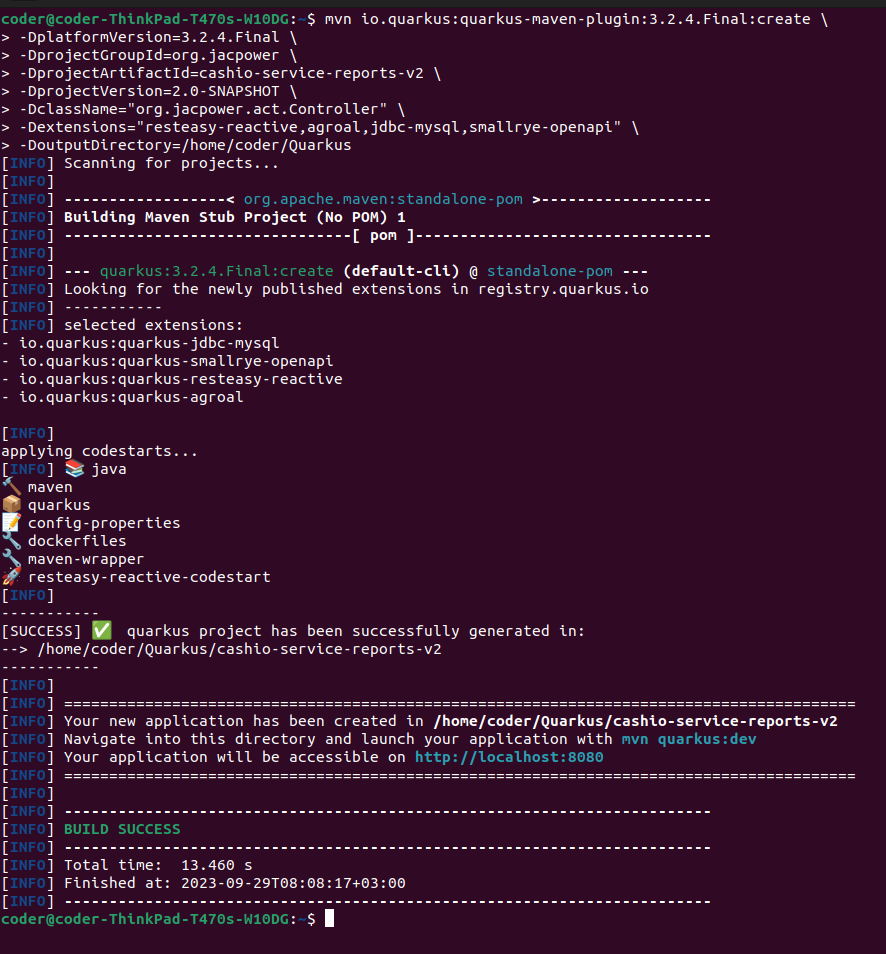 coder@coder-ThinkPad-T470s-W10DG:~$ mvn io.quarkus:quarkus-maven-plugin:3.2.4.Final:create \
> -DplatformVersion=3.2.4.Final \
> -DprojectGroupId=org.jacpower \
> -DprojectArtifactId=cashio-service-reports-v2 \
> -DprojectVersion=2.0-SNAPSHOT \
> -DclassName="org.jacpower.act.Controller" \
> -Dextensions="resteasy-reactive,agroal,jdbc-mysql,smallrye-openapi" \
> -DoutputDirectory=/home/coder/Quarkus
[INFO] Scanning for projects...
[INFO]
[INFO] ------------------< org.apache.maven:standalone-pom >-------------------
[INFO] Building Maven Stub Project (No POM) 1
[INFO] --------------------------------[ pom ]---------------------------------
[INFO]
[INFO] --- quarkus:3.2.4.Final:create (default-cli) @ standalone-pom ---
[INFO] Looking for the newly published extensions in registry.quarkus.io
[INFO] -----------
[INFO] selected extensions:
- io.quarkus:quarkus-jdbc-mysql
- io.quarkus:quarkus-smallrye-openapi
- io.quarkus:quarkus-resteasy-reactive
- io.quarkus:quarkus-agroal
[INFO]
applying codestarts...
[INFO] 📚 java
🔨 maven
📦 quarkus
📝 config-properties
🔧 dockerfiles
🔧 maven-wrapper
🚀 resteasy-reactive-codestart
[INFO]
-----------
[SUCCESS] ✅ quarkus project has been successfully generated in:
--> /home/coder/Quarkus/cashio-service-reports-v2
-----------
[INFO]
[INFO] ========================================================================================
[INFO] Your new application has been created in /home/coder/Quarkus/cashio-service-reports-v2
[INFO] Navigate into this directory and launch your application with mvn quarkus:dev
[INFO] Your application will be accessible on http://localhost:8080
[INFO] ========================================================================================
[INFO]
[INFO] ------------------------------------------------------------------------
[INFO] BUILD SUCCESS
[INFO] ------------------------------------------------------------------------
[INFO] Total time:  13.460 s
[INFO] Finished at: 2023-09-29T08:08:17+03:00
[INFO] ------------------------------------------------------------------------
coder@coder-ThinkPad-T470s-W10DG:~$